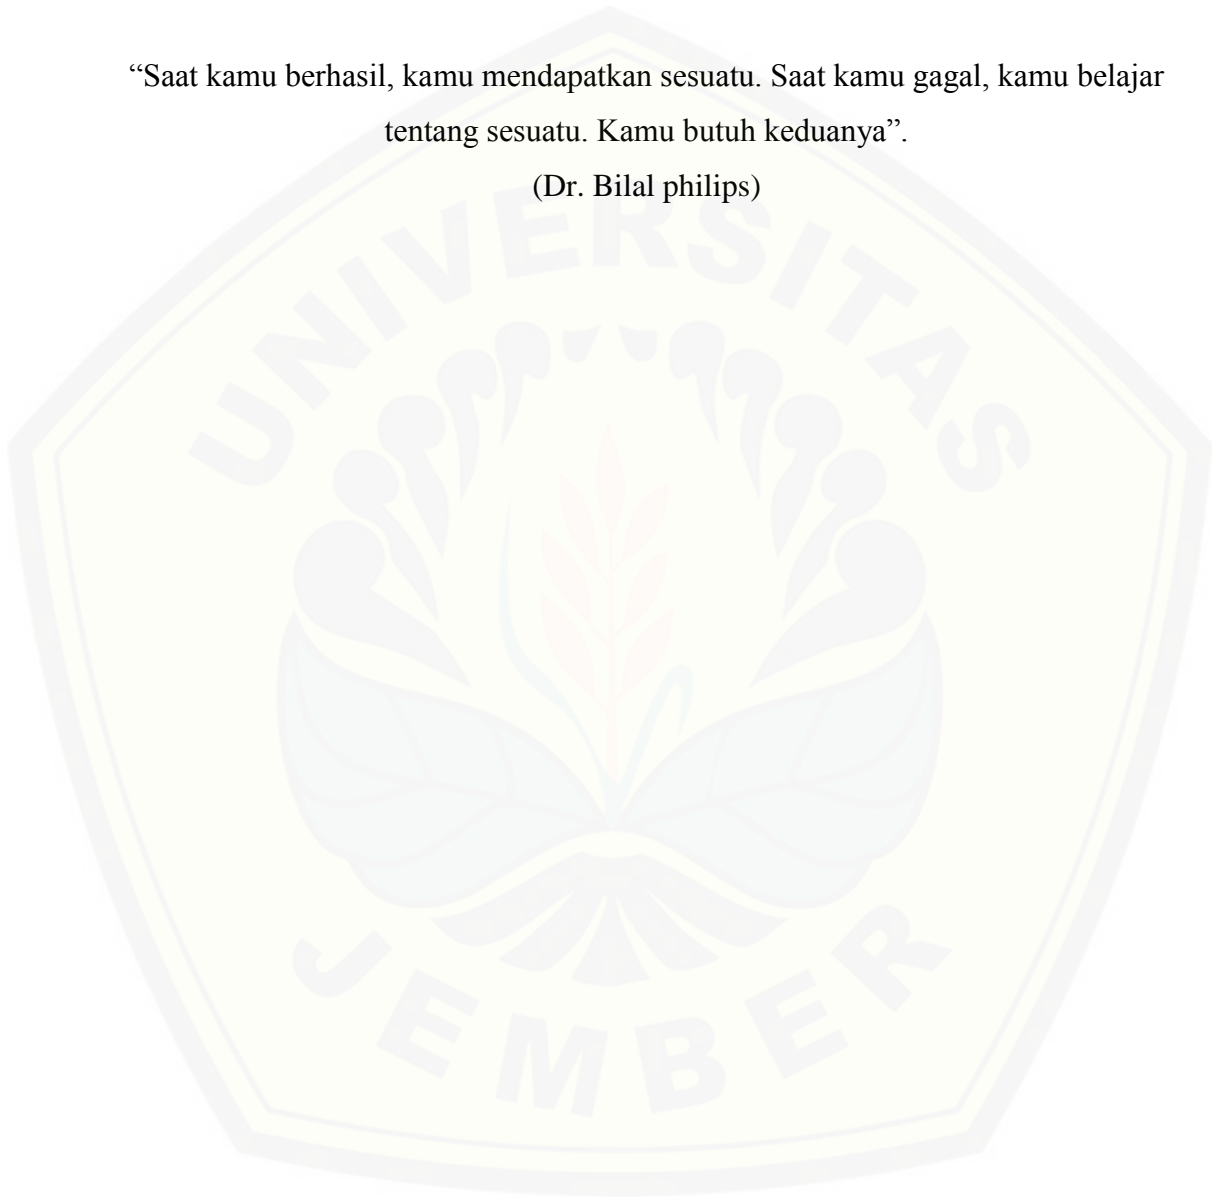 “Saat kamu berhasil, kamu mendapatkan sesuatu. Saat kamu gagal, kamu belajar
tentang sesuatu. Kamu butuh keduanya”.
(Dr. Bilal philips)
UNIVERSITAS
JEMBER